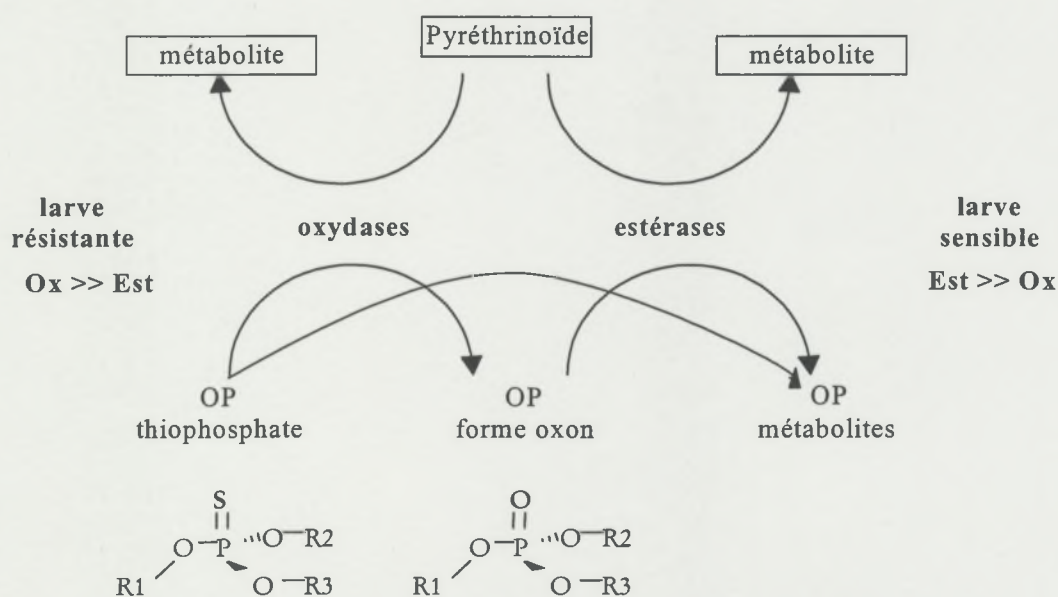 Pyréthrinoïde
métabolite
métabolite
larve
résistante
Ox >> Est
oxydases
estérases
larve
sensible
Est >> Ox
OP
thiophosphate
OP
forme oxon
OP
métabolites
S
O
P
O
R2
R1
O
R3
O
O
P
O
R2
R1
O
R3